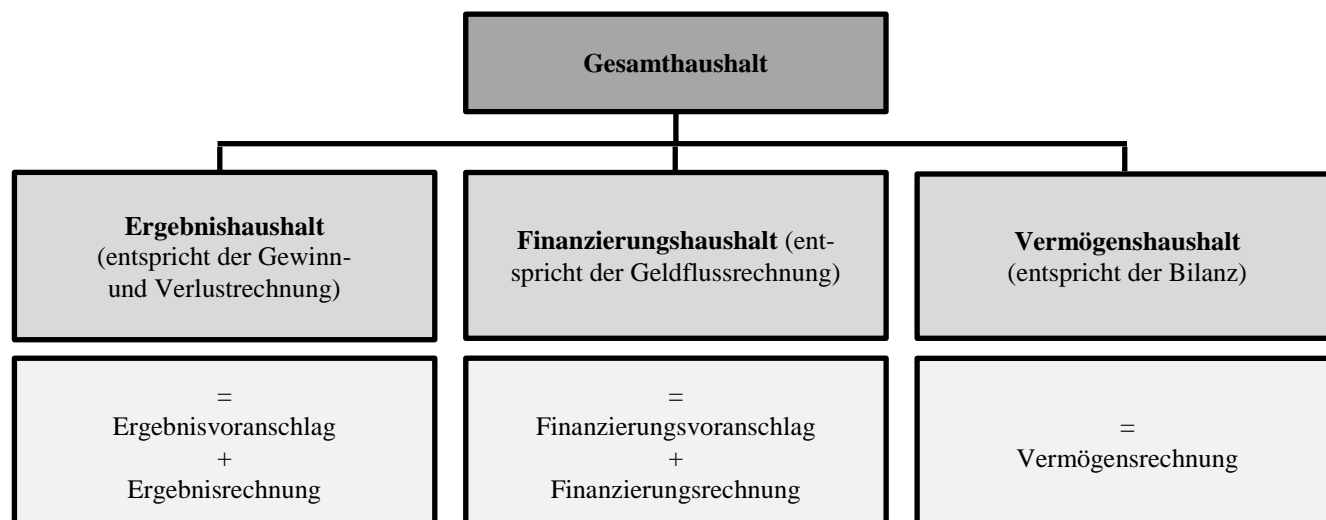 Gesamthaushalt
Ergebnishaushalt
(entspricht der Gewinn-
und Verlustrechnung)
Finanzierungshaushalt (ent-
spricht der Geldflussrechnung)
Vermögenshaushalt
(entspricht der Bilanz)
=
Ergebnisvoranschlag
+
Ergebnisrechnung
=
Finanzierungsvoranschlag
+
Finanzierungsrechnung
=
Vermögensrechnung